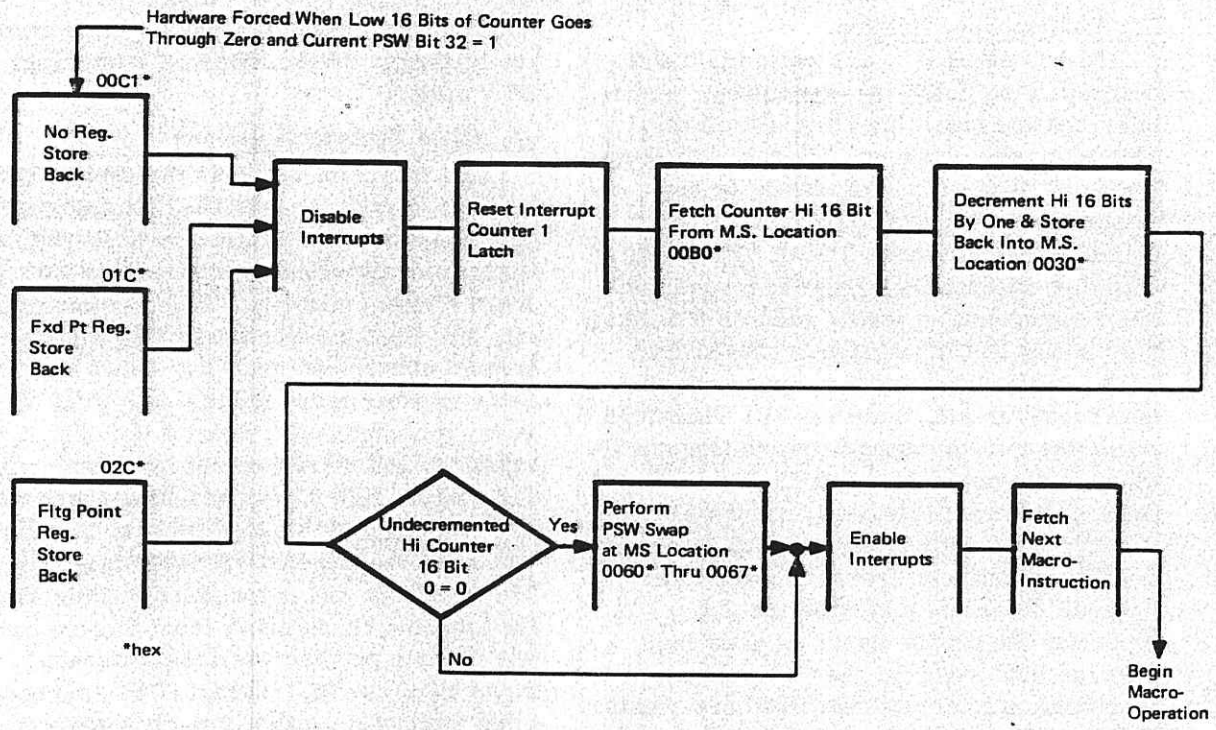 Hardware Forced When Low 16 Bits of Counter Goes
Through Zero and Current PSW Bit 32 = 1
00C1*
No Reg.
Store
Back
01C*
Fxd Pt Reg.
Store
Back
02C*
Fltg Point
Reg.
Store
Back
*hex
Disable
Interrupts
Reset Interrupt
Counter 1
Latch
Fetch Counter Hi 16 Bit
From M.S. Location
00B0*
Decrement Hi 16 Bits
By One & Store
Back Into M.S.
Location 0030*
Undecremented
Hi Counter
16 Bit
0 = 0
Yes
No
Perform
PSW Swap
at MS Location
0060* Thru 0067*
Enable
Interrupts
Fetch
Next
Macro-
Instruction
Begin
Macro-
Operation